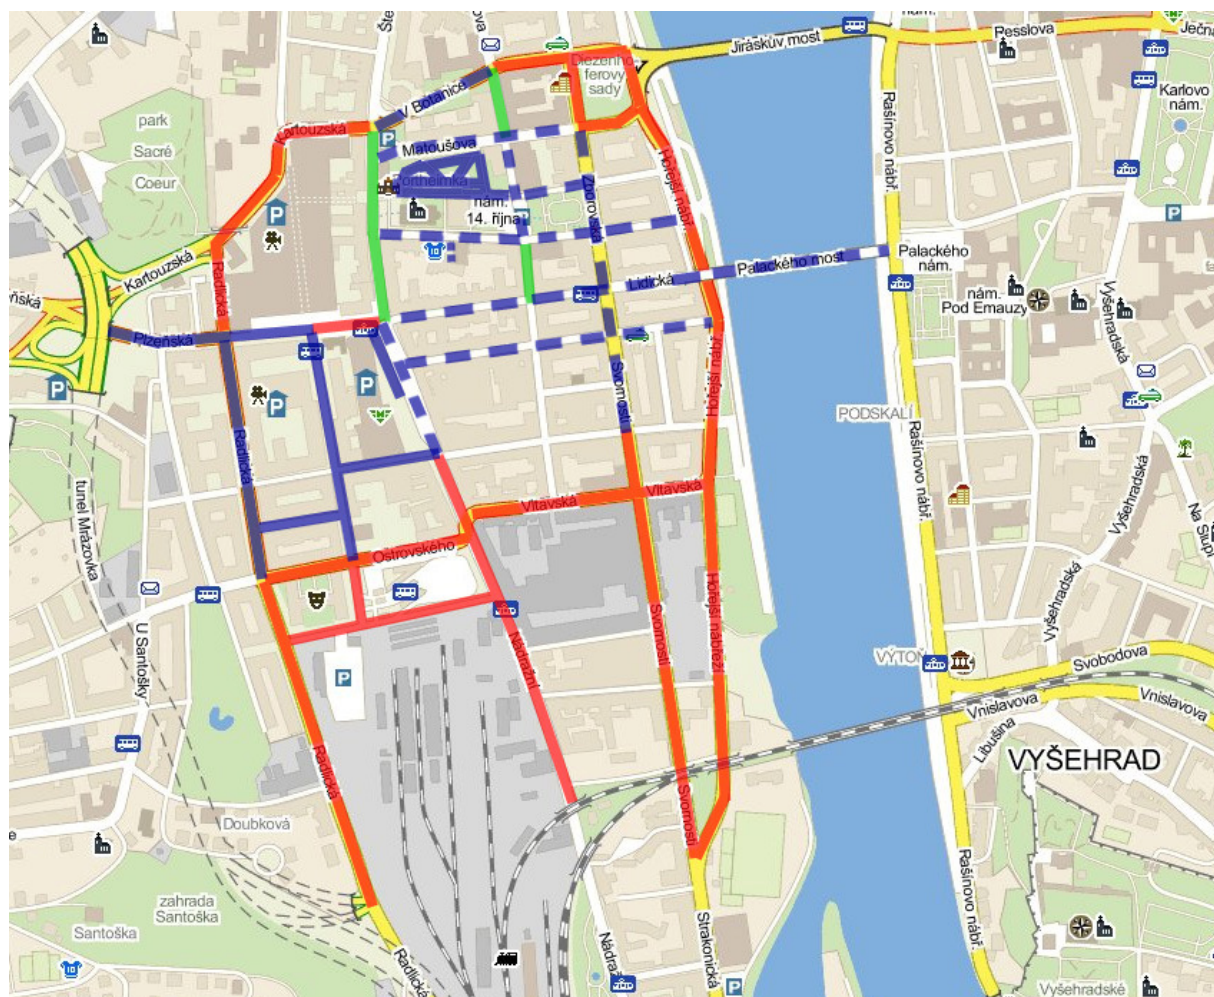 Jiráskův most
Resslova
Ječná
Karlovo
nám.
Dienzenho-
ferovy
sady
V Botanice
Kartouzská
Matoušova
park
Sacré
Coeur
Portheimka
nám.
14. října
Zborovská
Hořejší nábř.
Rašínovo nábř.
Kartouzská
Radlická
Lidická
Palackého most
Palackého
nám.
nám.
Pod Emauzy
Vyšehradská
Plzeňská
Hořejší nábř.
Svornosti
PODSKALÍ
Rašínovo nábř.
Radlická
Vltavská
Vltavská
Vyšehradská
Na Slupi
tunel Mrázovka
Ostrovského
U Santošky
Nádražní
Svornosti
Hořejší nábřeží
VÝTOŇ
Vyšehradská
Svobodova
Vnislavova
Vnislavova
Libušina
VYŠEHRAD
Radlická
Svornosti
Doubková
zahrada
Santoška
Santoška
Rašínovo nábř.
Strakonická
Radlická
Vyšehradské